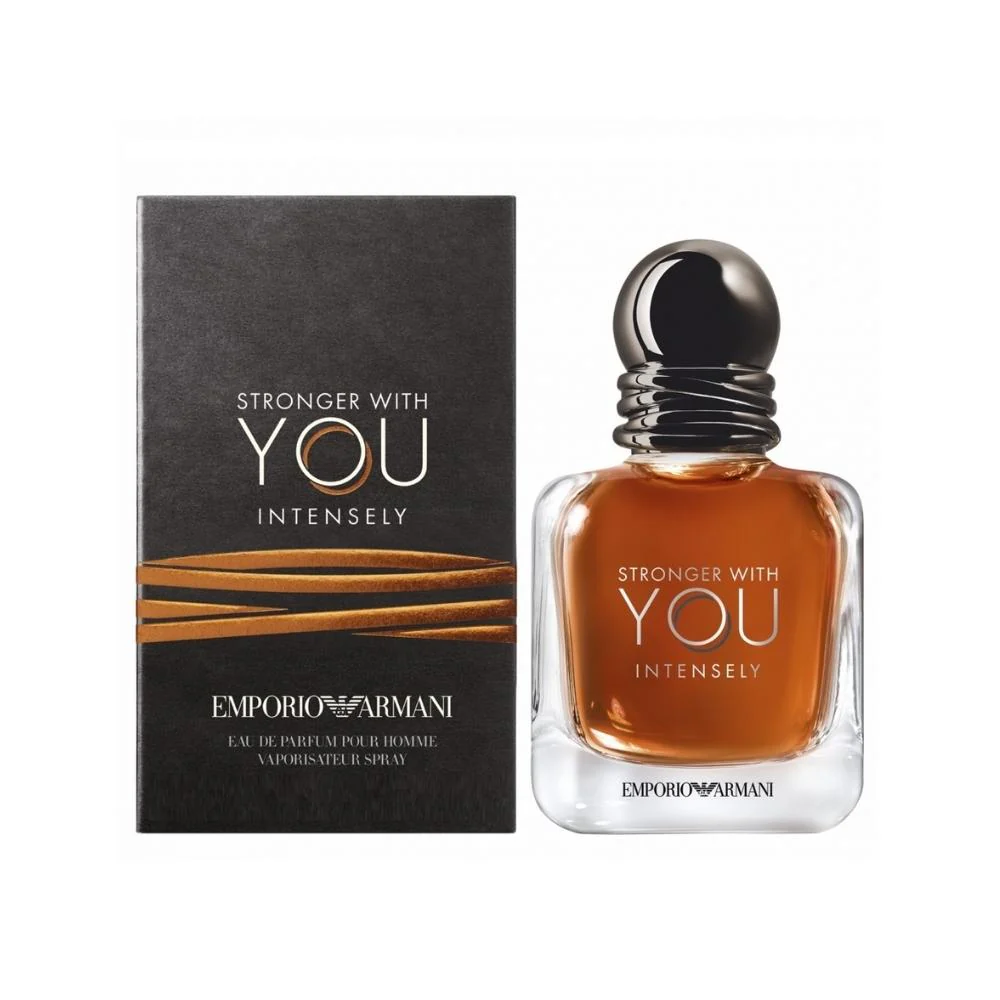 STRONGER WITH
YOU
INTENSELY
EMPORIO ARMANI
EAU DE PARFUM POUR HOMME
VAPORISATEUR SPRAY
STRONGER WITH
YOU
INTENSELY
EMPORIO ARMANI